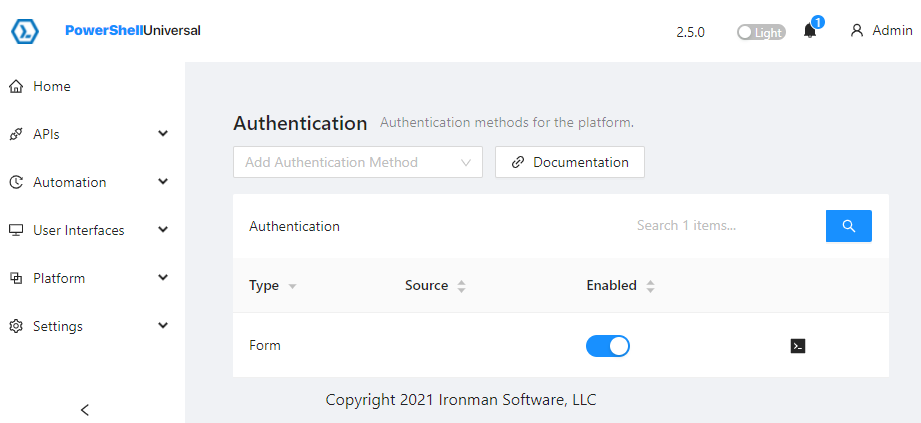 PowerShellUniversal
2.5.0
Light
1
Admin
Home
APIs
Automation
User Interfaces
Platform
Settings
Authentication Authentication methods for the platform.
Add Authentication Method
Documentation
Authentication
Search 1 items...
Type Source Enabled
Form
Copyright 2021 Ironman Software, LLC